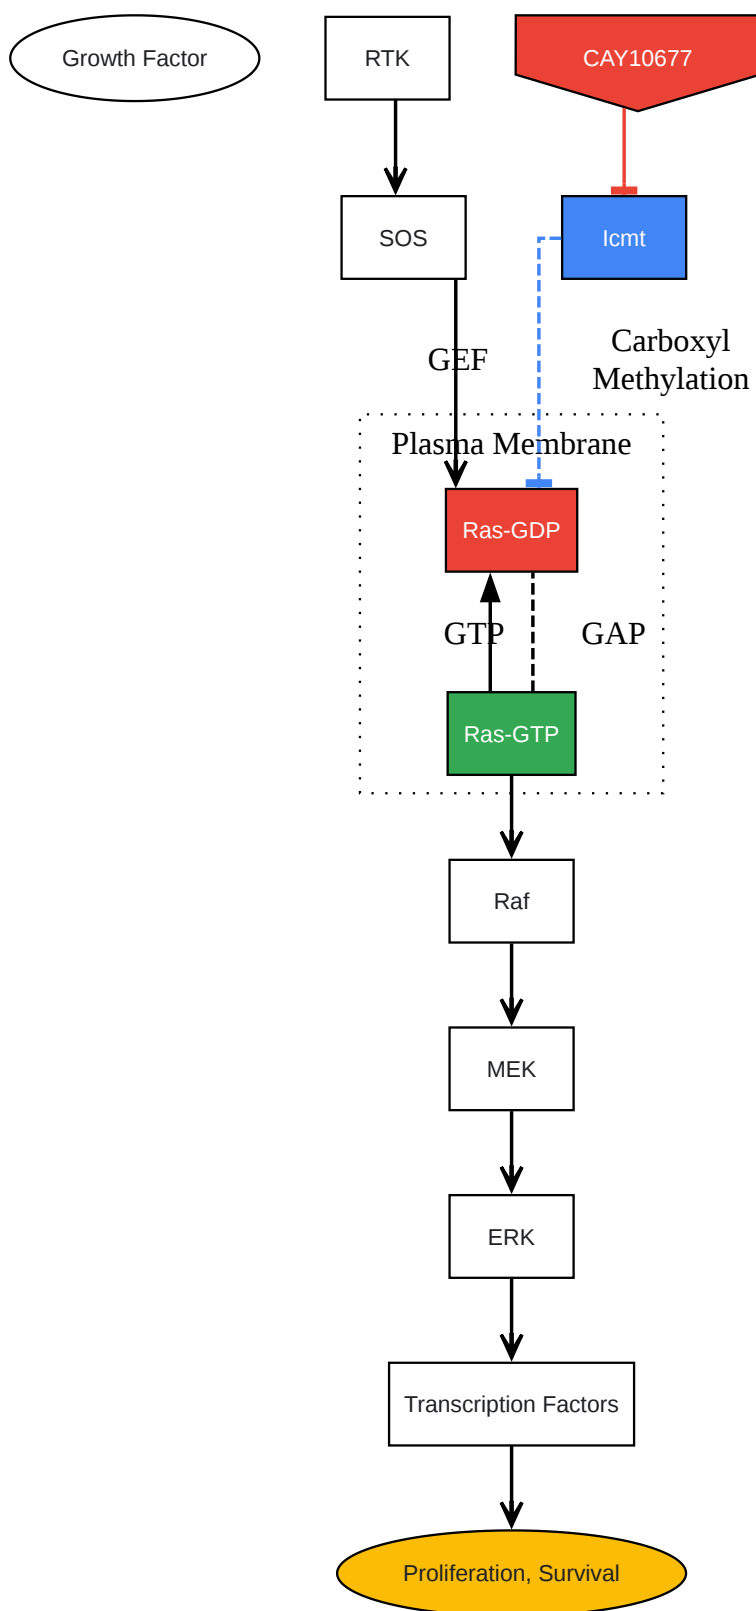 Growth Factor
RTK
CAY10677
SOS
Icmt
GEF
Carboxyl
Methylation
Plasma Membrane
Ras-GDP
GTP
GAP
Ras-GTP
Raf
MEK
ERK
Transcription Factors
Proliferation, Survival